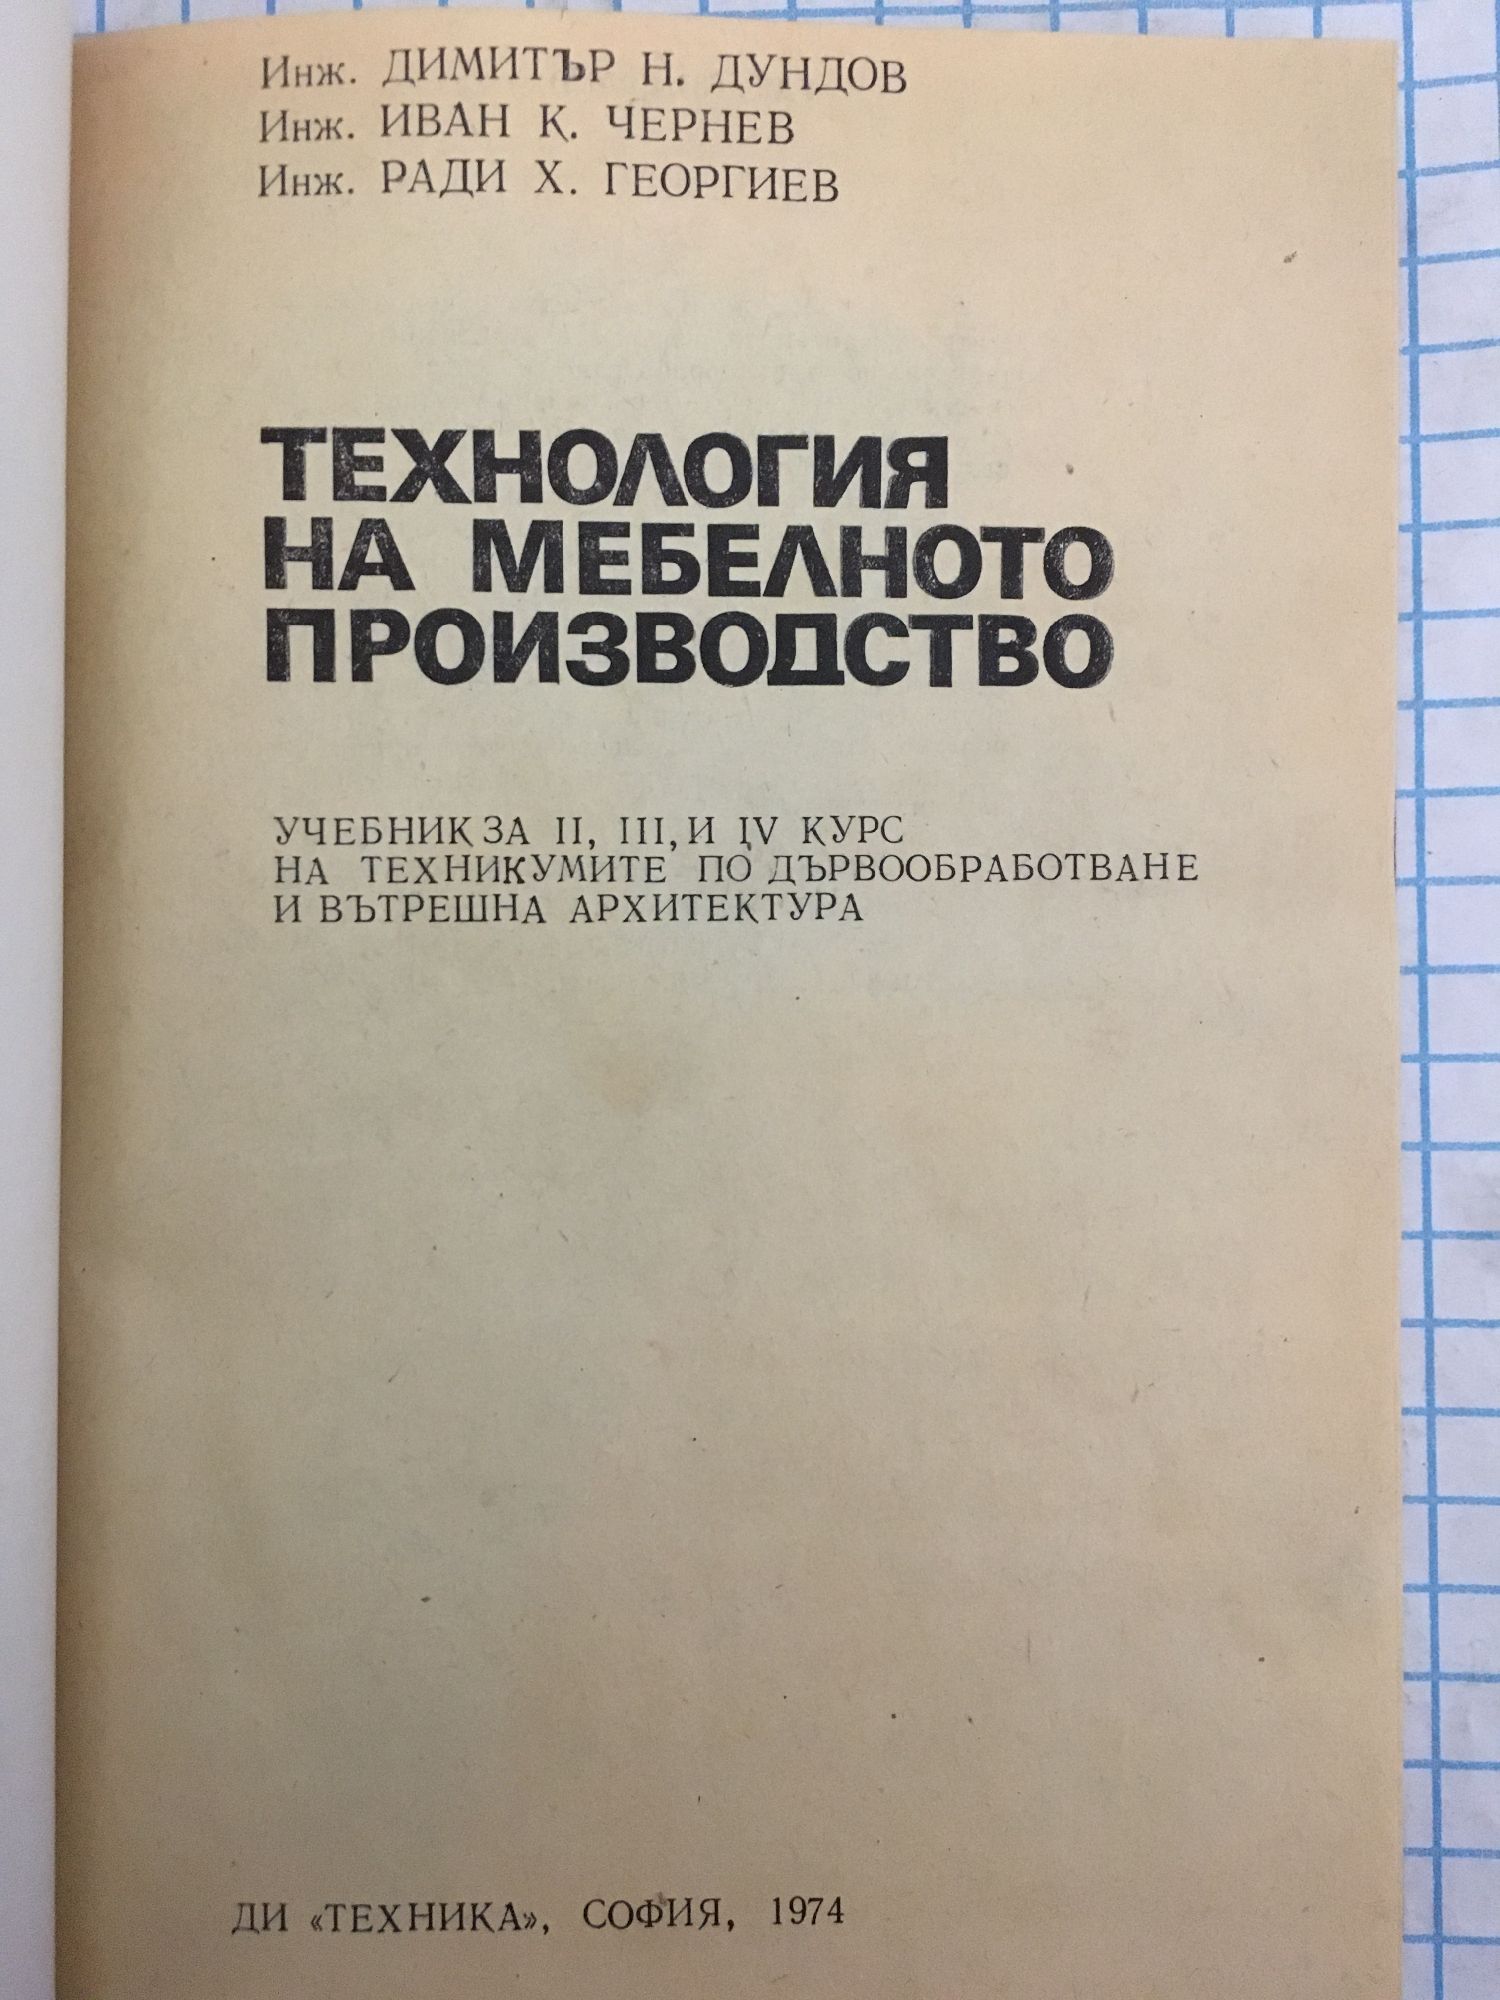 Инж. ДИМИТЪР Н. ДУНДОВ
Инж. ИВАН К. ЧЕРНЕВ
Инж. РАДИ Х. ГЕОРГИЕВ
ТЕХНОЛОГИЯ
НА МЕБЕЛНОТО
ПРОИЗВОДСТВО
УЧЕБНИК ЗА II, III, И IV КУРС
НА ТЕХНИКУМИТЕ ПО ДЪРВООБРАБОТВАНЕ
И ВЪТРЕШНА АРХИТЕКТУРА
ДИ «ТЕХНИКА», СОФИЯ, 1974